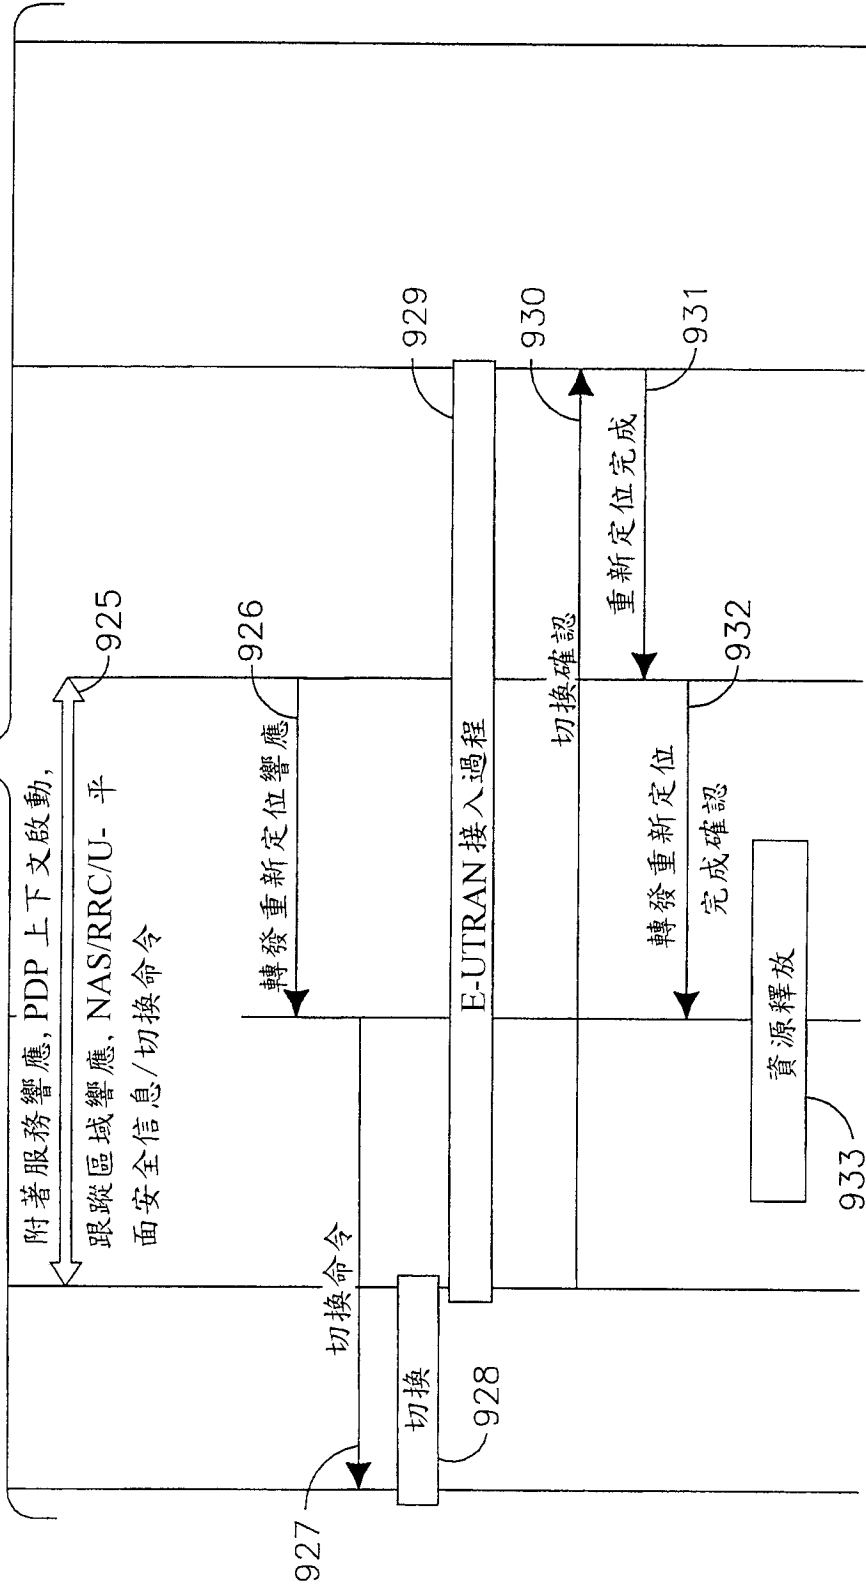 附著服務響應, PDP 上下文啟動,
跟蹤區域響應, NAS/RRC/U- 平
面安全信息/切換命令
925
轉發重新定位響應
926
切換命令
927
切換
928
E-UTRAN 接入過程
929
切換確認
930
重新定位完成
931
轉發重新定位
完成確認
932
資源釋放
933